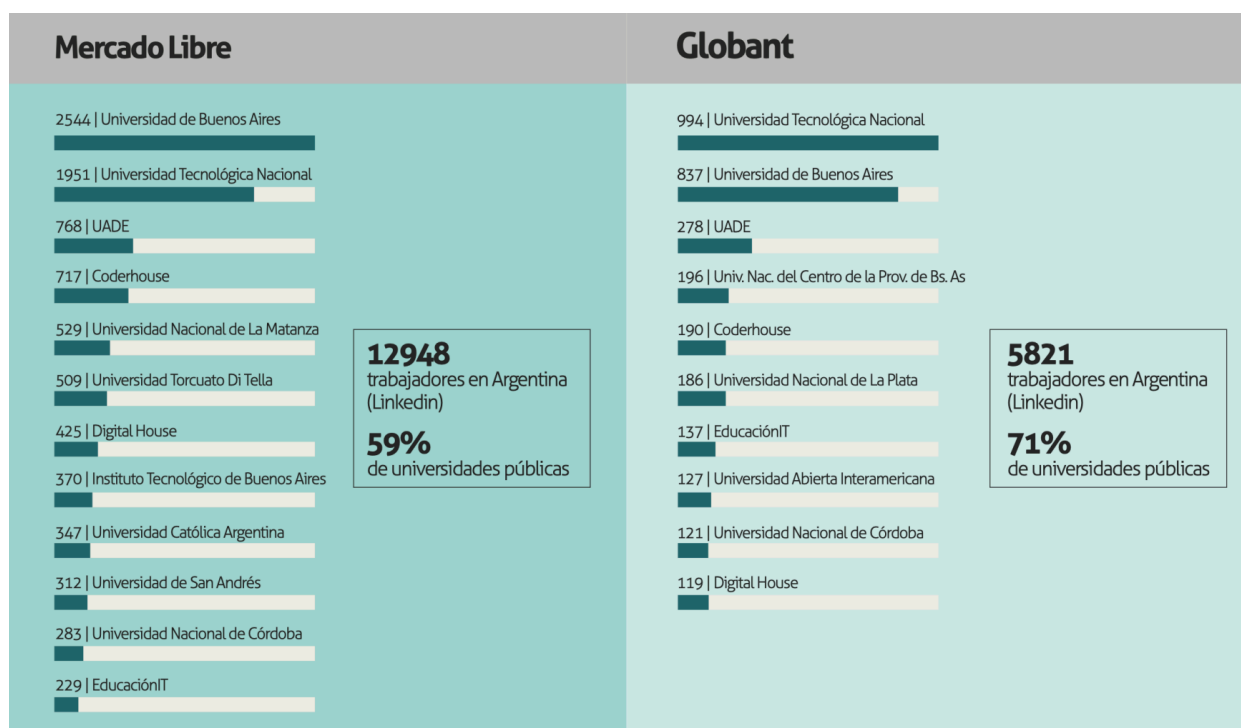 Mercado Libre
2544 | Universidad de Buenos Aires
1951 | Universidad Tecnológica Nacional
768 | UADE
717 | Coderhouse
529 | Universidad Nacional de La Matanza
509 | Universidad Torcuato Di Tella
425 | Digital House
370 | Instituto Tecnológico de Buenos Aires
347 | Universidad Católica Argentina
312 | Universidad de San Andrés
283 | Universidad Nacional de Córdoba
229 | EducaciónIT
12948
trabajadores en Argentina
(Linkedin)
59%
de universidades públicas
Globant
994 | Universidad Tecnológica Nacional
837 | Universidad de Buenos Aires
278 | UADE
196 | Univ. Nac. del Centro de la Prov. de Bs. As
190 | Coderhouse
186 | Universidad Nacional de La Plata
137 | EducaciónIT
127 | Universidad Abierta Interamericana
121 | Universidad Nacional de Córdoba
119 | Digital House
5821
trabajadores en Argentina
(Linkedin)
71%
de universidades públicas